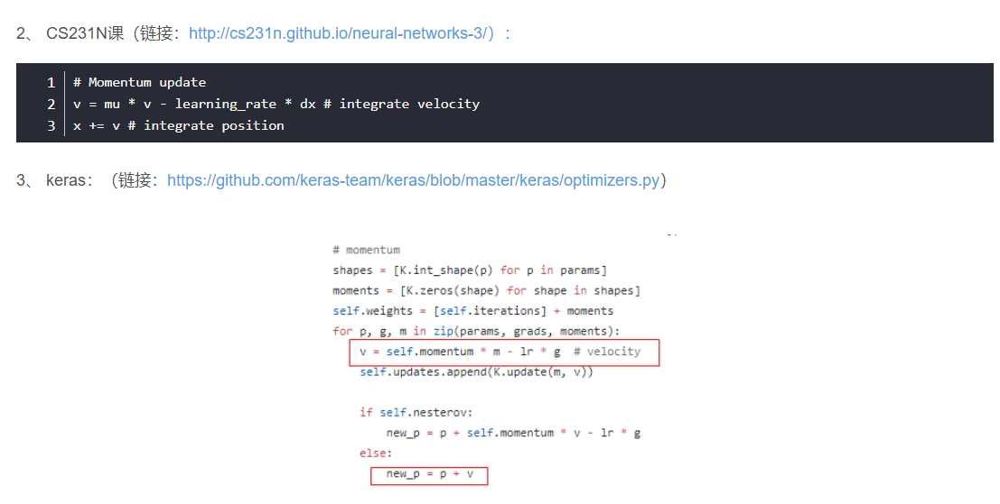 2、 CS231N课（链接：http://cs231n.github.io/neural-networks-3/）：
1 # Momentum update
2 v = mu * v - learning_rate * dx # integrate velocity
3 x += v # integrate position
3、 keras：（链接：https://github.com/keras-team/keras/blob/master/keras/optimizers.py）
# momentum
shapes = [K.int_shape(p) for p in params]
moments = [K.zeros(shape) for shape in shapes]
self.weights = [self.iterations] + moments
for p, g, m in zip(params, grads, moments):
v = self.momentum * m - lr * g # velocity
self.updates.append(K.update(m, v))
if self.nesterov:
new_p = p + self.momentum * v - lr * g
else:
new_p = p + v